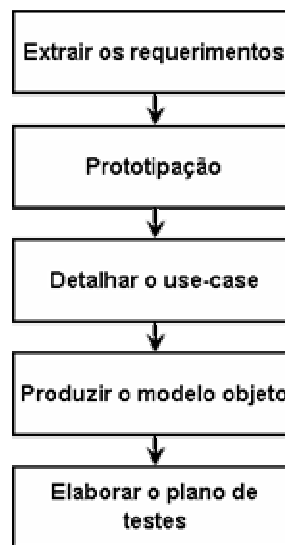 Extrair os requerimentos
Prototipação
Detalhar o use-case
Produzir o modelo objeto
Elaborar o plano de
testes